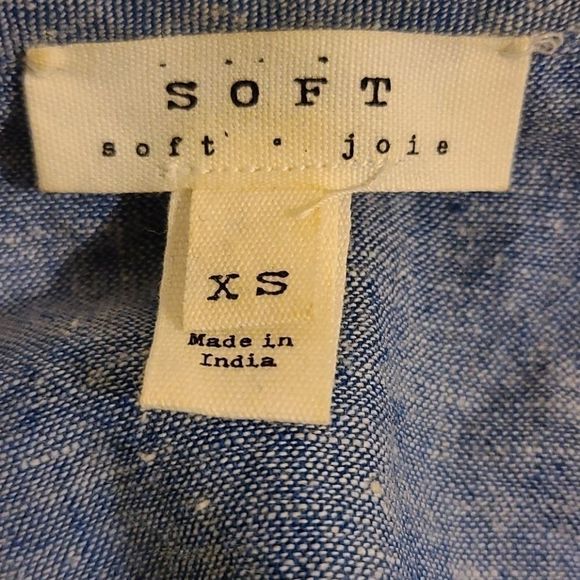 SOFT
soft • joie
XS
Made in
India